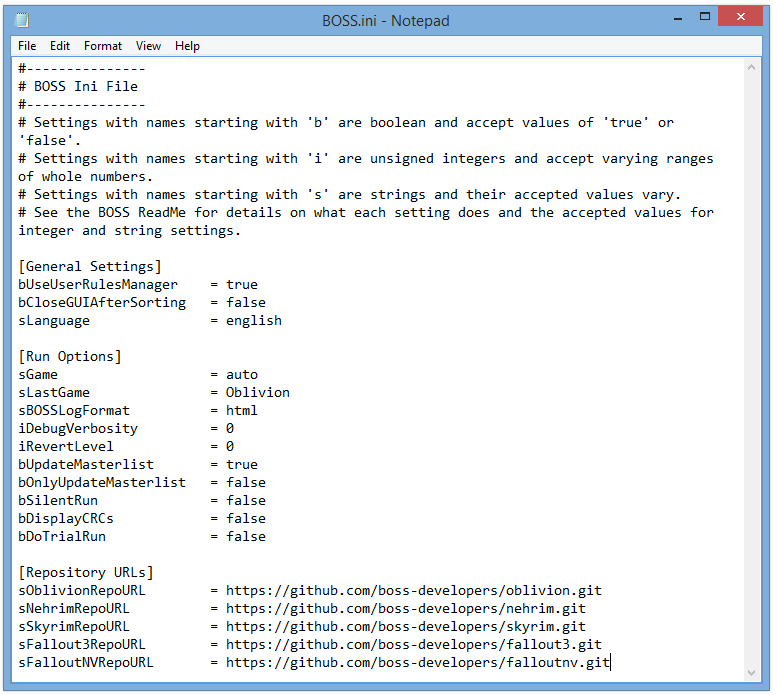 BOSS.ini - Notepad
File Edit Format View Help
#---------------
# BOSS Ini File
#---------------
# Settings with names starting with 'b' are boolean and accept values of 'true' or
'false'.
# Settings with names starting with 'i' are unsigned integers and accept varying ranges
of whole numbers.
# Settings with names starting with 's' are strings and their accepted values vary.
# See the BOSS ReadMe for details on what each setting does and the accepted values for
integer and string settings.
[General Settings]
bUseUserRulesManager    = true
bCloseGUIAfterSorting   = false
sLanguage               = english
[Run Options]
sGame                   = auto
sLastGame               = Oblivion
sBOSSLogFormat          = html
iDebugVerbosity         = 0
iRevertLevel            = 0
bUpdateMasterlist       = true
bOnlyUpdateMasterlist   = false
bSilentRun              = false
bDisplayCRCs            = false
bDoTrialRun             = false
[Repository URLs]
sOblivionRepoURL        = https://github.com/boss-developers/oblivion.git
sNehrimRepoURL          = https://github.com/boss-developers/nehrim.git
sSkyrimRepoURL          = https://github.com/boss-developers/skyrim.git
sFallout3RepoURL        = https://github.com/boss-developers/fallout3.git
sFalloutNVRepoURL       = https://github.com/boss-developers/falloutnv.git